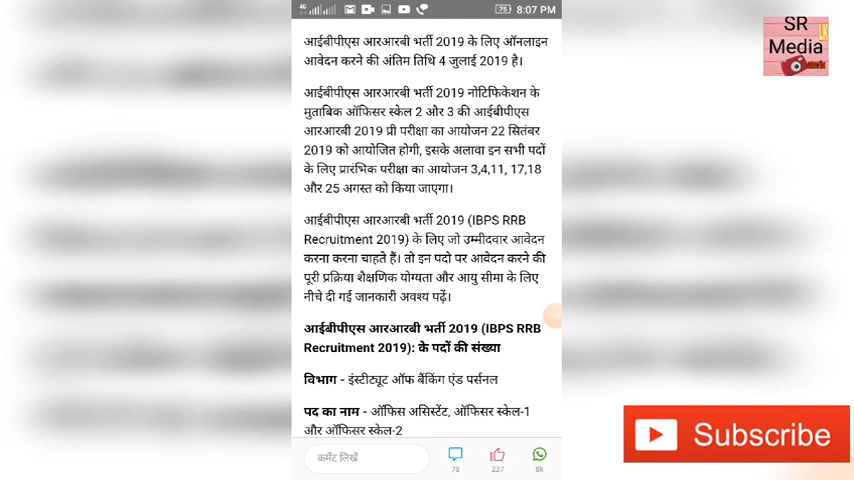 4G
75
8:07 PM
आईबीपीएस आरआरबी भर्ती 2019 के लिए ऑनलाइन
आवेदन करने की अंतिम तिथि 4 जुलाई 2019 है।
आईबीपीएस आरआरबी भर्ती 2019 नोटिफिकेशन के
मुताबिक ऑफिसर स्केल 2 और 3 की आईबीपीएस
आरआरबी 2019 प्री परीक्षा का आयोजन 22 सितंबर
2019 को आयोजित होगी, इसके अलावा इन सभी पदों
के लिए प्रारंभिक परीक्षा का आयोजन 3,4,11, 17,18
और 25 अगस्त को किया जाएगा।
आईबीपीएस आरआरबी भर्ती 2019 (IBPS RRB
Recruitment 2019) के लिए जो उम्मीदवार आवेदन
करना करना चाहते हैं। तो इन पदो पर आवेदन करने की
पूरी प्रक्रिया शैक्षणिक योग्यता और आयु सीमा के लिए
नीचे दी गई जानकारी अवश्य पढ़ें।
आईबीपीएस आरआरबी भर्ती 2019 (IBPS RRB
Recruitment 2019): के पदों की संख्या
विभाग - इंस्टीट्यूट ऑफ बैंकिंग एंड पर्सनल
पद का नाम - ऑफिस असिस्टेंट, ऑफिसर स्केल-1
और ऑफिसर स्केल-2
कमेंट लिखें
78
237
8k
SR
Media
Subscribe